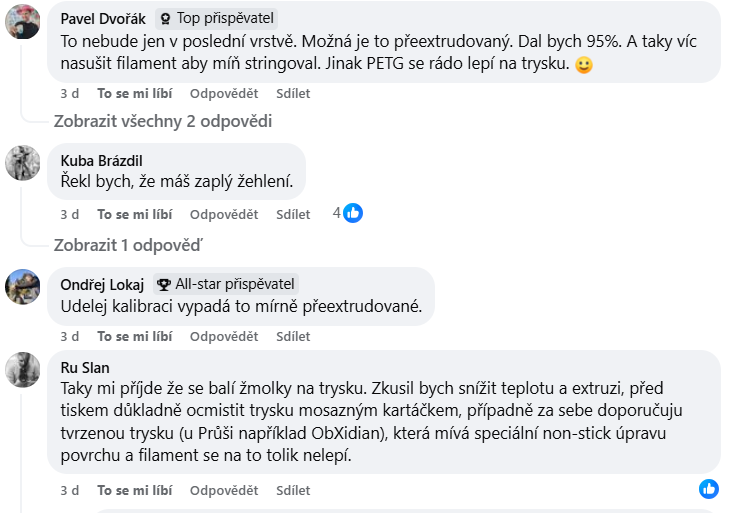 Pavel Dvořák Top přispěvatel
To nebude jen v poslední vrstvě. Možná je to přeextrudovaný. Dal bych 95%. A taky víc
nasušit filament aby míň stringoval. Jinak PETG se rádo lepí na trysku. 🙂
3 d To se mi líbí Odpovědět Sdílet
Zobrazit všechny 2 odpovědi
Kuba Brázdil
Řekl bych, že máš zaplý žehlení.
3 d To se mi líbí Odpovědět Sdílet 4
Zobrazit 1 odpověď
Ondřej Lokaj All-star přispěvatel
Udelej kalibraci vypadá to mírně přeextrudované.
3 d To se mi líbí Odpovědět Sdílet
Ru Slan
Taky mi příjde že se balí žmolky na trysku. Zkusil bych snížit teplotu a extruzi, před
tiskem důkladně ocmistit trysku mosazným kartáčkem, případně za sebe doporučuju
tvrzenou trysku (u Průši například ObXidian), která mívá speciální non-stick úpravu
povrchu a filament se na to tolik nelepí.
3 d To se mi líbí Odpovědět Sdílet